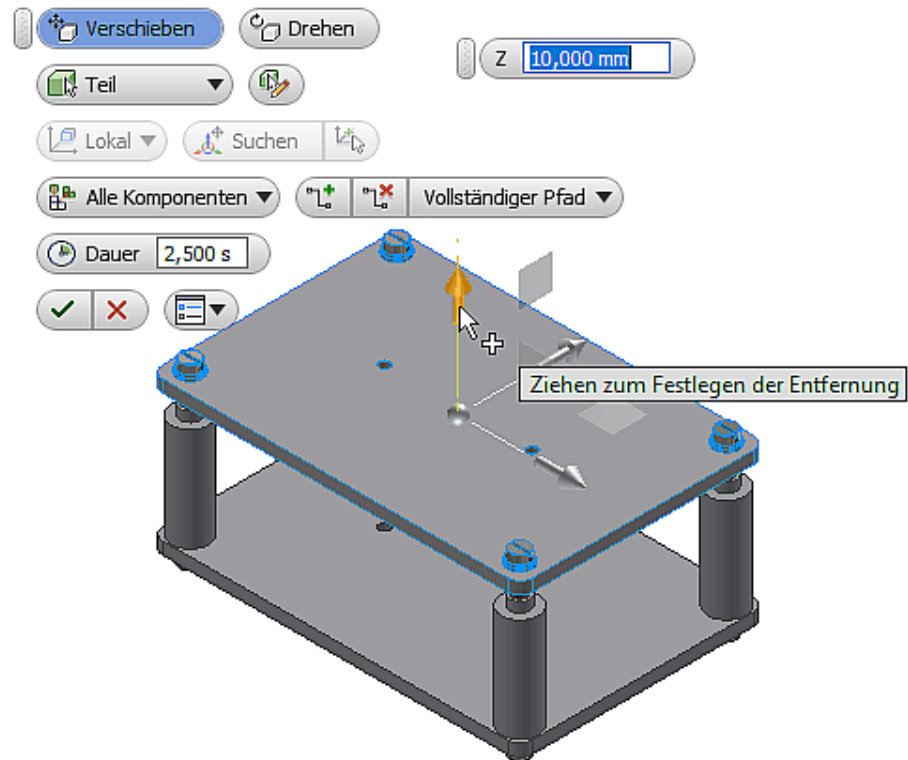 Verschieben Drehen
Z 10,000 mm
Teil
Lokal Suchen
Alle Komponenten Vollständiger Pfad
Dauer 2,500 s
Ziehen zum Festlegen der Entfernung